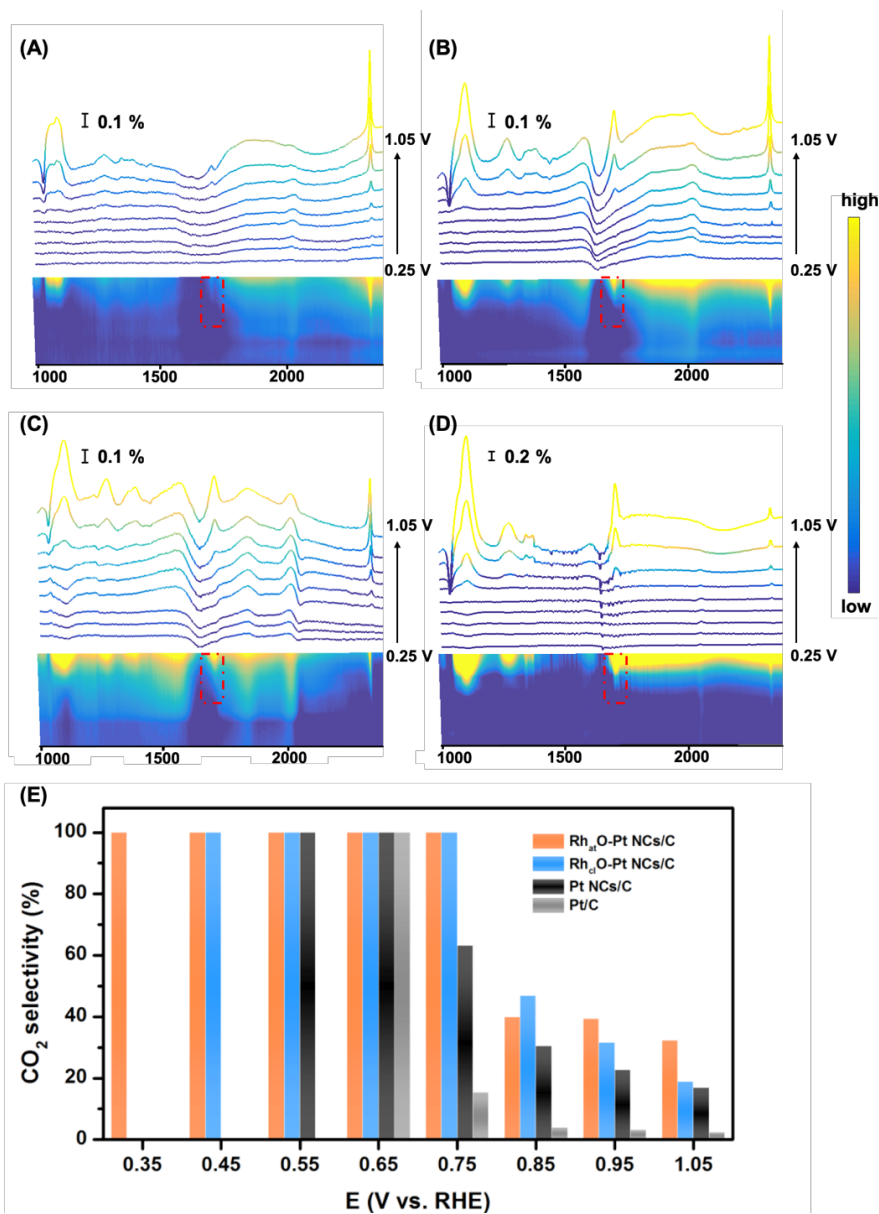 (A)
(B)
0.1 %
0.1 %
1.05 V
1.05 V
high
0.25 V
0.25 V
1000 1500 2000
1000 1500 2000
(C)
(D)
0.1 %
0.2 %
1.05 V
1.05 V
low
0.25 V
0.25 V
1000 1500 2000
1000 1500 2000
(E)
100
80
60
40
20
0
CO₂ selectivity (%)
RhatO-Pt NCs/C
RhclO-Pt NCs/C
Pt NCs/C
Pt/C
0.35 0.45 0.55 0.65 0.75 0.85 0.95 1.05
E (V vs. RHE)